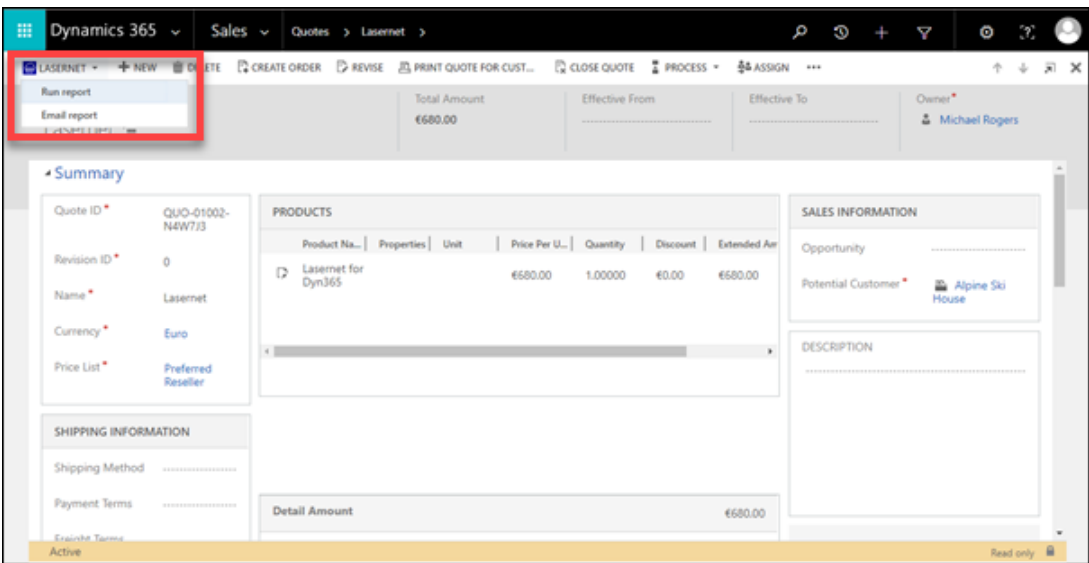 Dynamics 365 Sales Quotes > Lasernet >
LASERNET NEW DELETE CREATE ORDER REVISE PRINT QUOTE FOR CUST... CLOSE QUOTE PROCESS ASSIGN ...
Run report
Email report
Lasernet
Total Amount Effective From Effective To Owner*
€680.00 Michael Rogers
Summary
Quote ID* QUO-01002-
N4W7J3
Revision ID* 0
Name* Lasernet
Currency* Euro
Price List* Preferred
Reseller
SHIPPING INFORMATION
Shipping Method
Payment Terms
Freight Terms
PRODUCTS
Product Na... Properties Unit Price Per U... Quantity Discount Extended Am
Lasernet for
Dyn365 €680.00 1.00000 €0.00 €680.00
Detail Amount €680.00
SALES INFORMATION
Opportunity
Potential Customer* Alpine Ski
House
DESCRIPTION
Active Read only